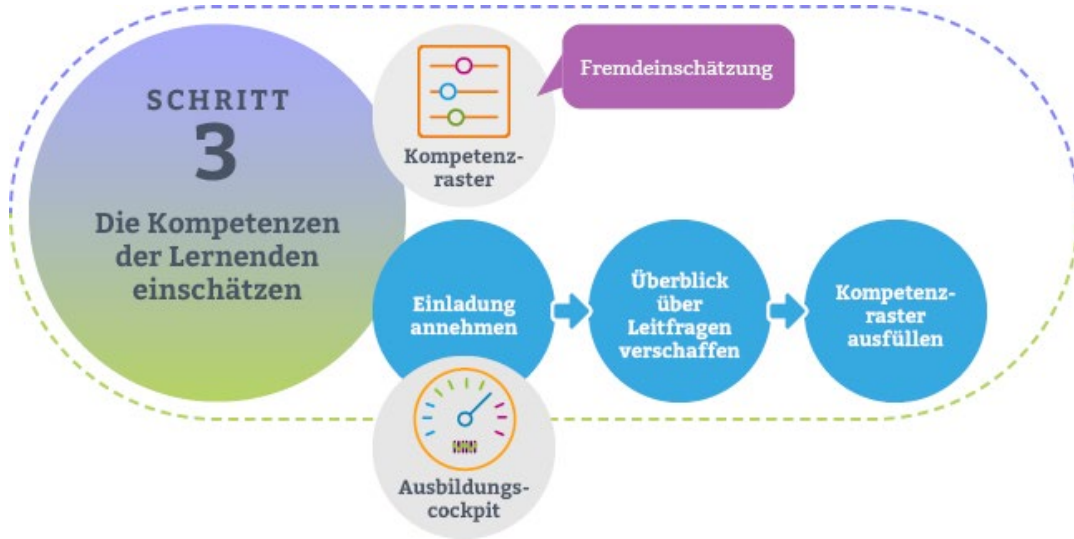 SCHRITT
3
Die Kompetenzen
der Lernenden
einschätzen
Kompetenz-
raster
Fremdeinschätzung
Einladung
annehmen
Überblick
über
Leitfragen
verschaffen
Kompetenz-
raster
ausfüllen
Ausbildungs-
cockpit